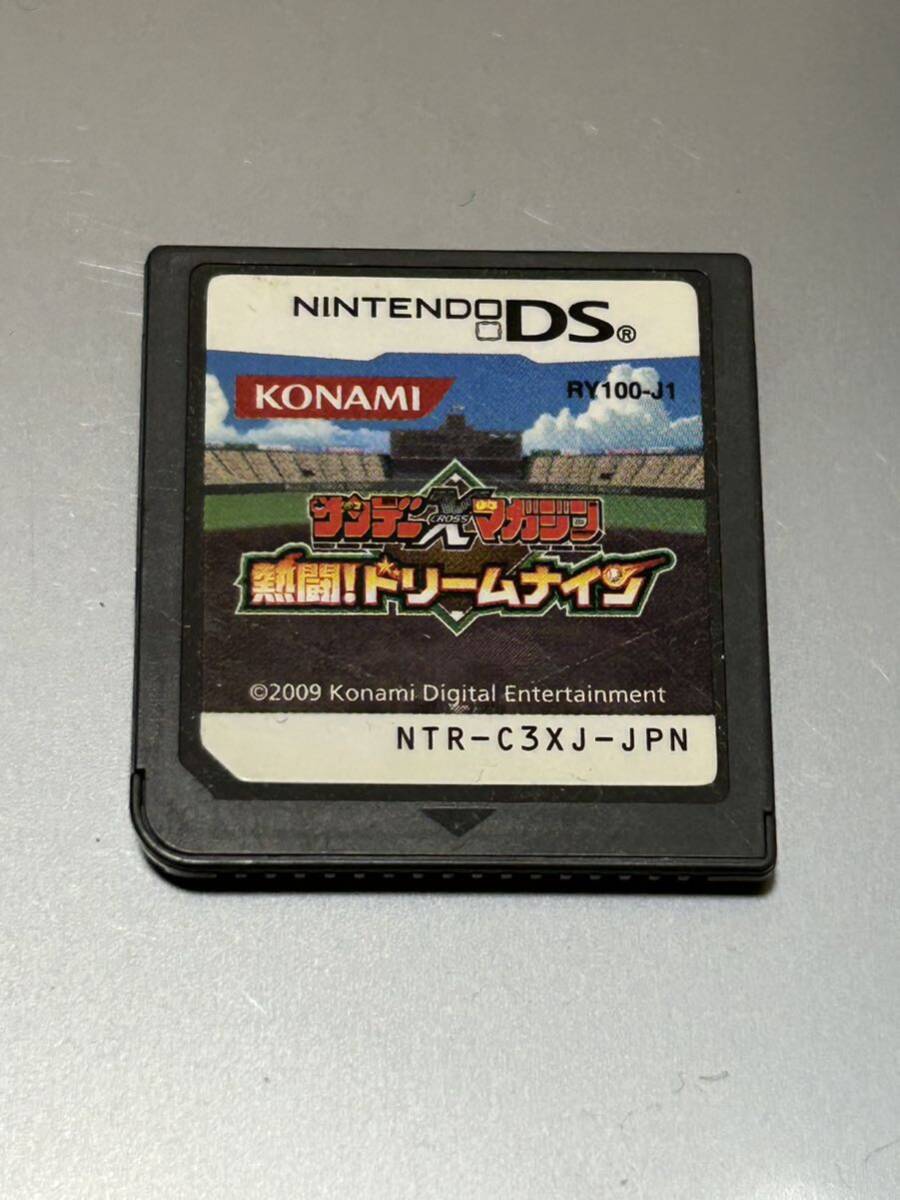 NINTENDO DS®
KONAMI
RY100-J1
サンデー X CROSS マガジン
熱闘!ドリームナイン
©2009 Konami Digital Entertainment
NTR-C3XJ-JPN